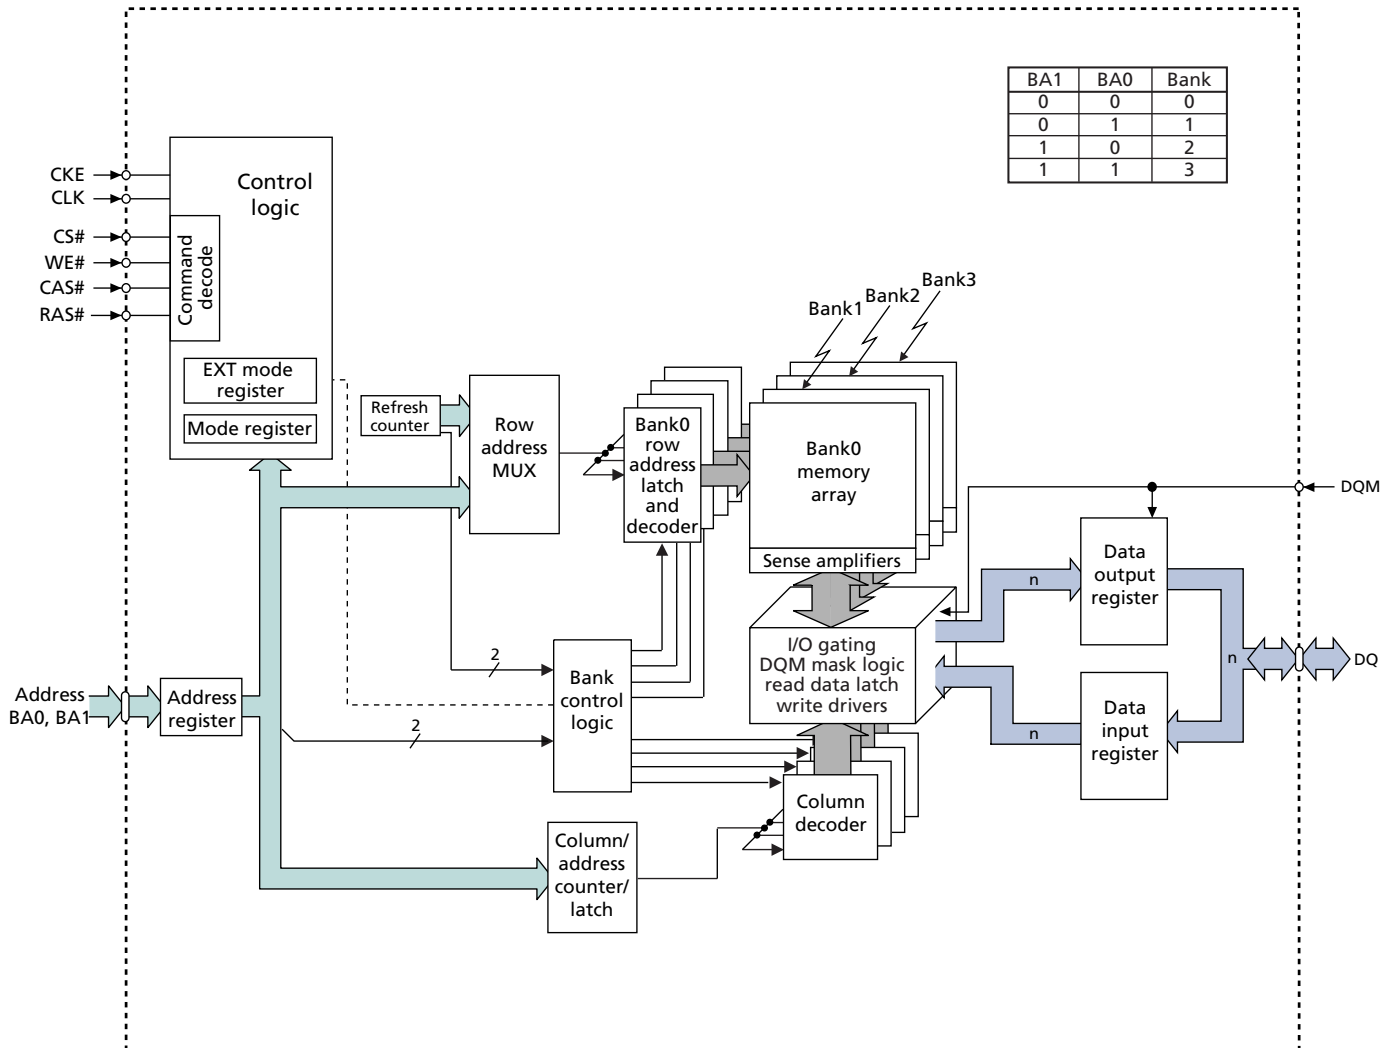 BA1 BA0 Bank
0 0 0
0 1 1
1 0 2
1 1 3
CKE
CLK
CS#
WE#
CAS#
RAS#
Control
logic
Command
decode
EXT mode
register
Mode register
Refresh
counter
Row
address
MUX
Bank0
row
address
latch
and
decoder
Bank1
Bank2
Bank3
Bank0
memory
array
Sense amplifiers
DQM
Data
output
register
n
I/O gating
DQM mask logic
read data latch
write drivers
n
DQ
Data
input
register
n
2
Bank
control
logic
2
Address
BA0, BA1
Address
register
Column
decoder
Column/
address
counter/
latch